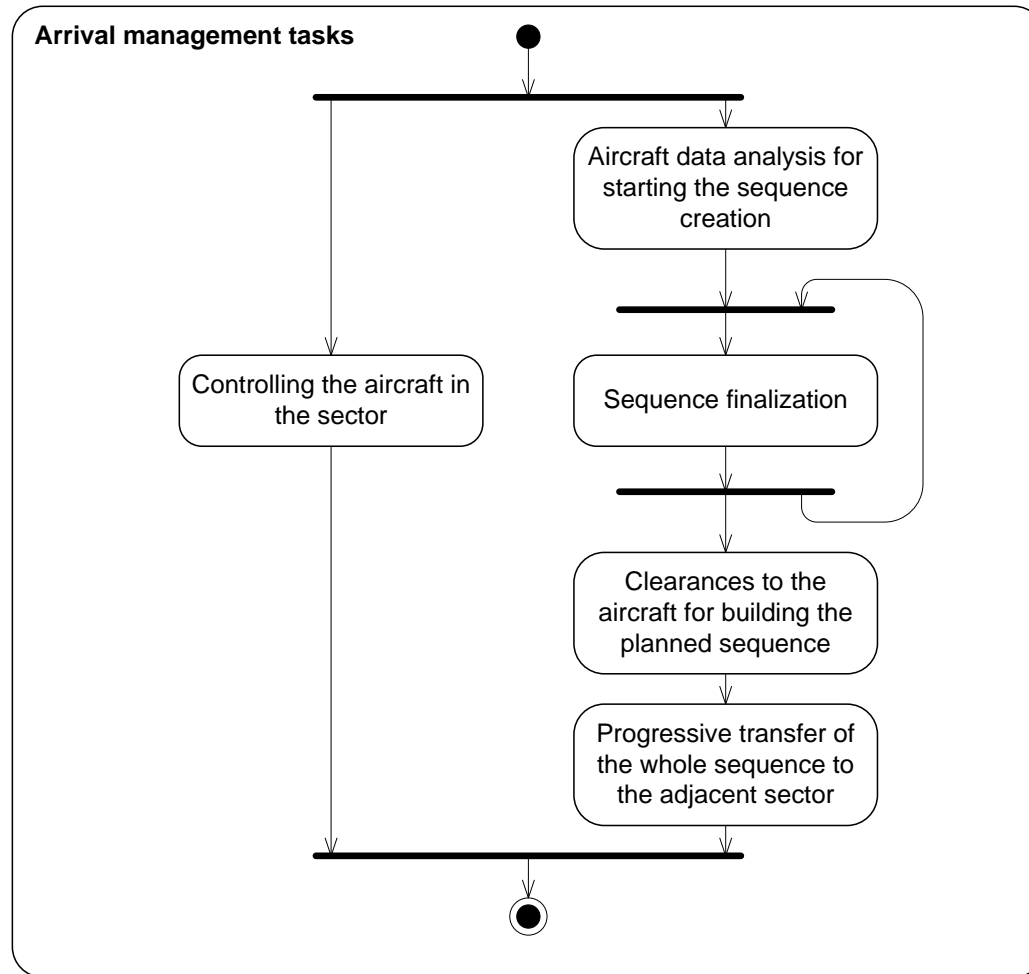 Arrival management tasks
Aircraft data analysis for
starting the sequence
creation
Controlling the aircraft in
the sector
Sequence finalization
Clearances to the
aircraft for building the
planned sequence
Progressive transfer of
the whole sequence to
the adjacent sector